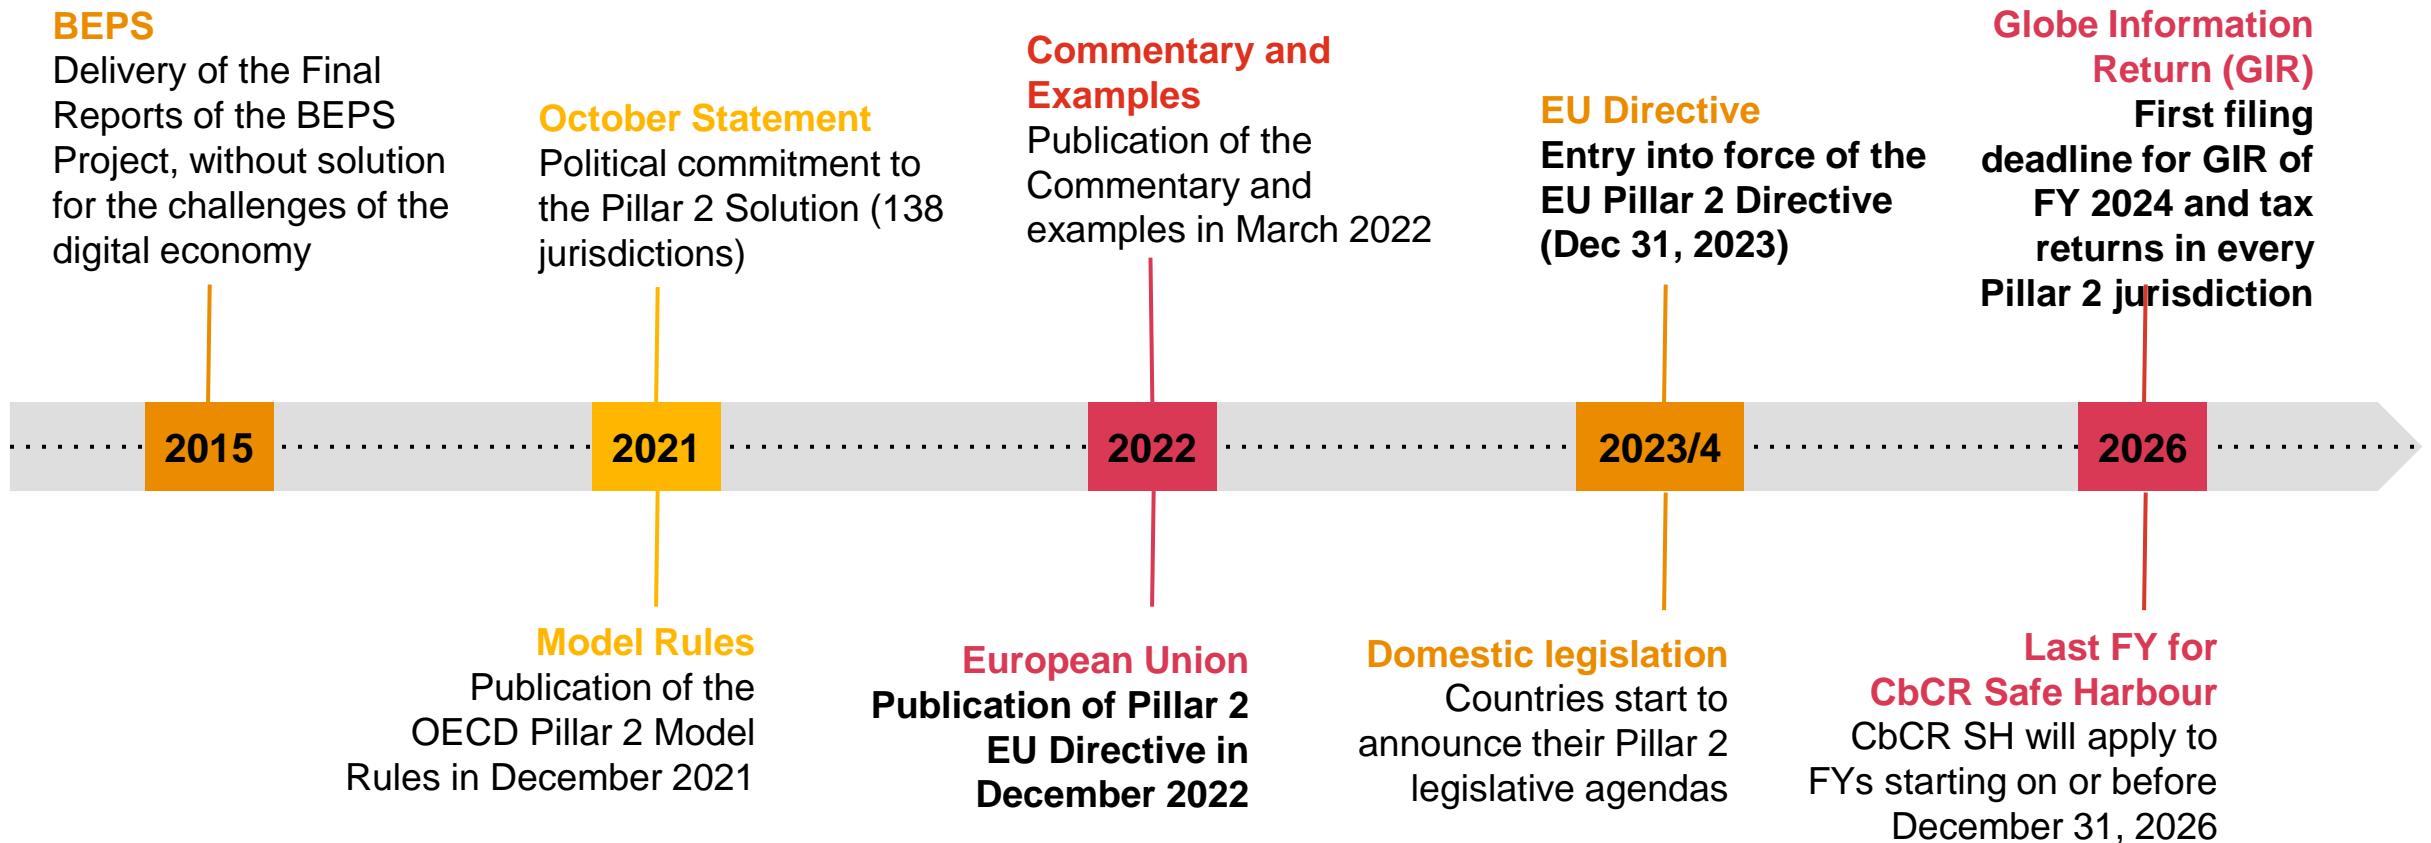 BEPS
Delivery of the Final
Reports of the BEPS
Project, without solution
for the challenges of the
digital economy
October Statement
Political commitment to
the Pillar 2 Solution (138
jurisdictions)
Commentary and
Examples
Publication of the
Commentary and
examples in March 2022
EU Directive
Entry into force of the
EU Pillar 2 Directive
(Dec 31, 2023)
Globe Information
Return (GIR)
First filing
deadline for GIR of
FY 2024 and tax
returns in every
Pillar 2 jurisdiction
2015
2021
2022
2023/4
2026
Model Rules
Publication of the
OECD Pillar 2 Model
Rules in December 2021
European Union
Publication of Pillar 2
EU Directive in
December 2022
Domestic legislation
Countries start to
announce their Pillar 2
legislative agendas
Last FY for
CbCR Safe Harbour
CbCR SH will apply to
FYs starting on or before
December 31, 2026